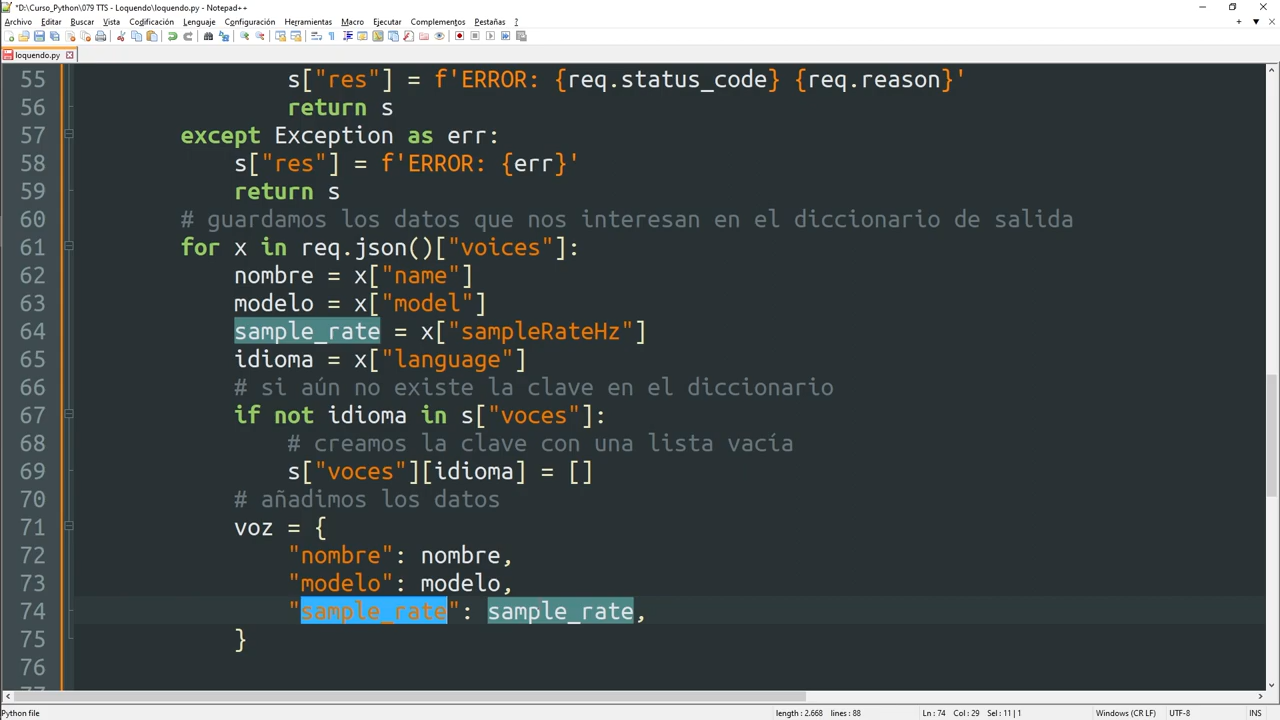 *D:\Curso_Python\079 TTS - Loquendo\loquendo.py - Notepad++
Archivo Editar Buscar Vista Codificación Lenguaje Configuración Herramientas Macro Ejecutar Complementos Pestañas ?
loquendo.py
55 s["res"] = f'ERROR: {req.status_code} {req.reason}'
56 return s
57 except Exception as err:
58 s["res"] = f'ERROR: {err}'
59 return s
60 # guardamos los datos que nos interesan en el diccionario de salida
61 for x in req.json()["voices"]:
62 nombre = x["name"]
63 modelo = x["model"]
64 sample_rate = x["sampleRateHz"]
65 idioma = x["language"]
66 # si aún no existe la clave en el diccionario
67 if not idioma in s["voces"]:
68 # creamos la clave con una lista vacía
69 s["voces"][idioma] = []
70 # añadimos los datos
71 voz = {
72 "nombre": nombre,
73 "modelo": modelo,
74 "sample_rate": sample_rate,
75 }
76
Python file length : 2.668 lines : 88 Ln : 74 Col : 29 Sel : 11 | 1 Windows (CR LF) UTF-8 INS